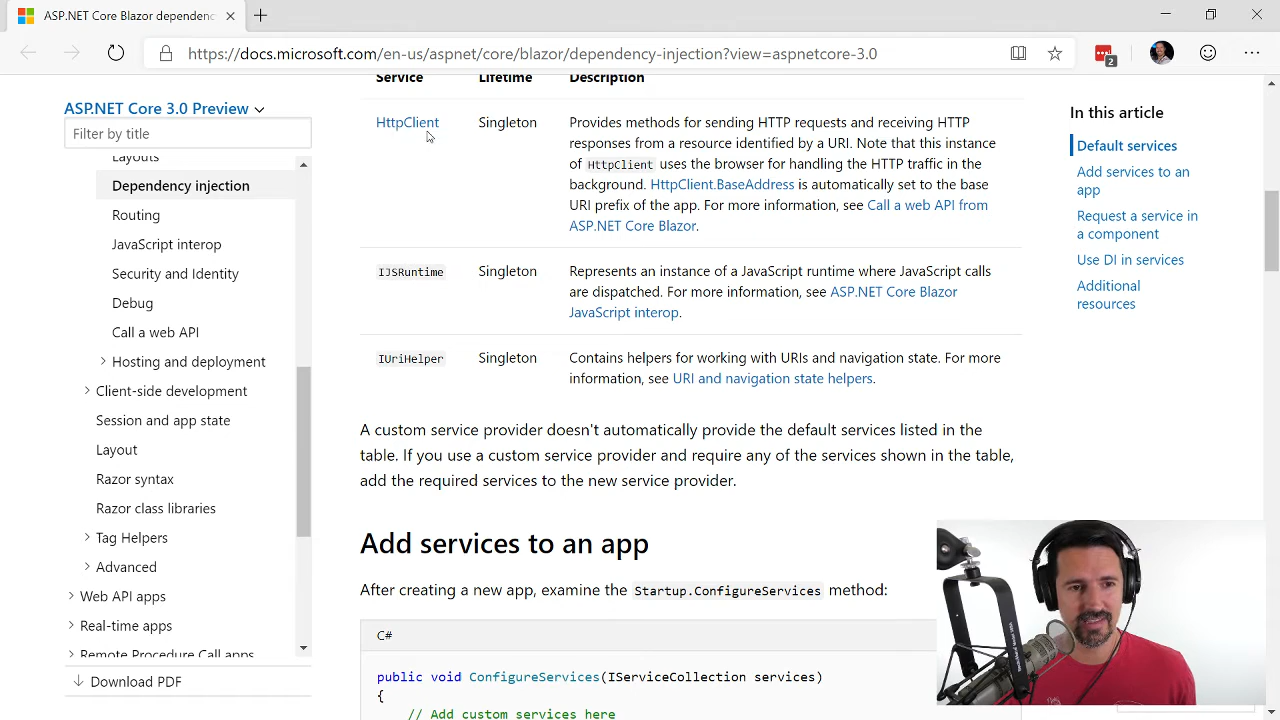 ASP.NET Core Blazor dependenc
https://docs.microsoft.com/en-us/aspnet/core/blazor/dependency-injection?view=aspnetcore-3.0
2
ASP.NET Core 3.0 Preview
Filter by title
Layouts
Dependency injection
Routing
JavaScript interop
Security and Identity
Debug
Call a web API
Hosting and deployment
Client-side development
Session and app state
Layout
Razor syntax
Razor class libraries
Tag Helpers
Advanced
Web API apps
Real-time apps
Remote Procedure Call apps
Download PDF
Service Lifetime Description
HttpClient Singleton Provides methods for sending HTTP requests and receiving HTTP
responses from a resource identified by a URI. Note that this instance
of HttpClient uses the browser for handling the HTTP traffic in the
background. HttpClient.BaseAddress is automatically set to the base
URI prefix of the app. For more information, see Call a web API from
ASP.NET Core Blazor.
IJSRuntime Singleton Represents an instance of a JavaScript runtime where JavaScript calls
are dispatched. For more information, see ASP.NET Core Blazor
JavaScript interop.
IUriHelper Singleton Contains helpers for working with URIs and navigation state. For more
information, see URI and navigation state helpers.
A custom service provider doesn't automatically provide the default services listed in the
table. If you use a custom service provider and require any of the services shown in the table,
add the required services to the new service provider.
Add services to an app
After creating a new app, examine the Startup.ConfigureServices method:
C#
public void ConfigureServices(IServiceCollection services)
{
// Add custom services here
In this article
Default services
Add services to an
app
Request a service in
a component
Use DI in services
Additional
resources